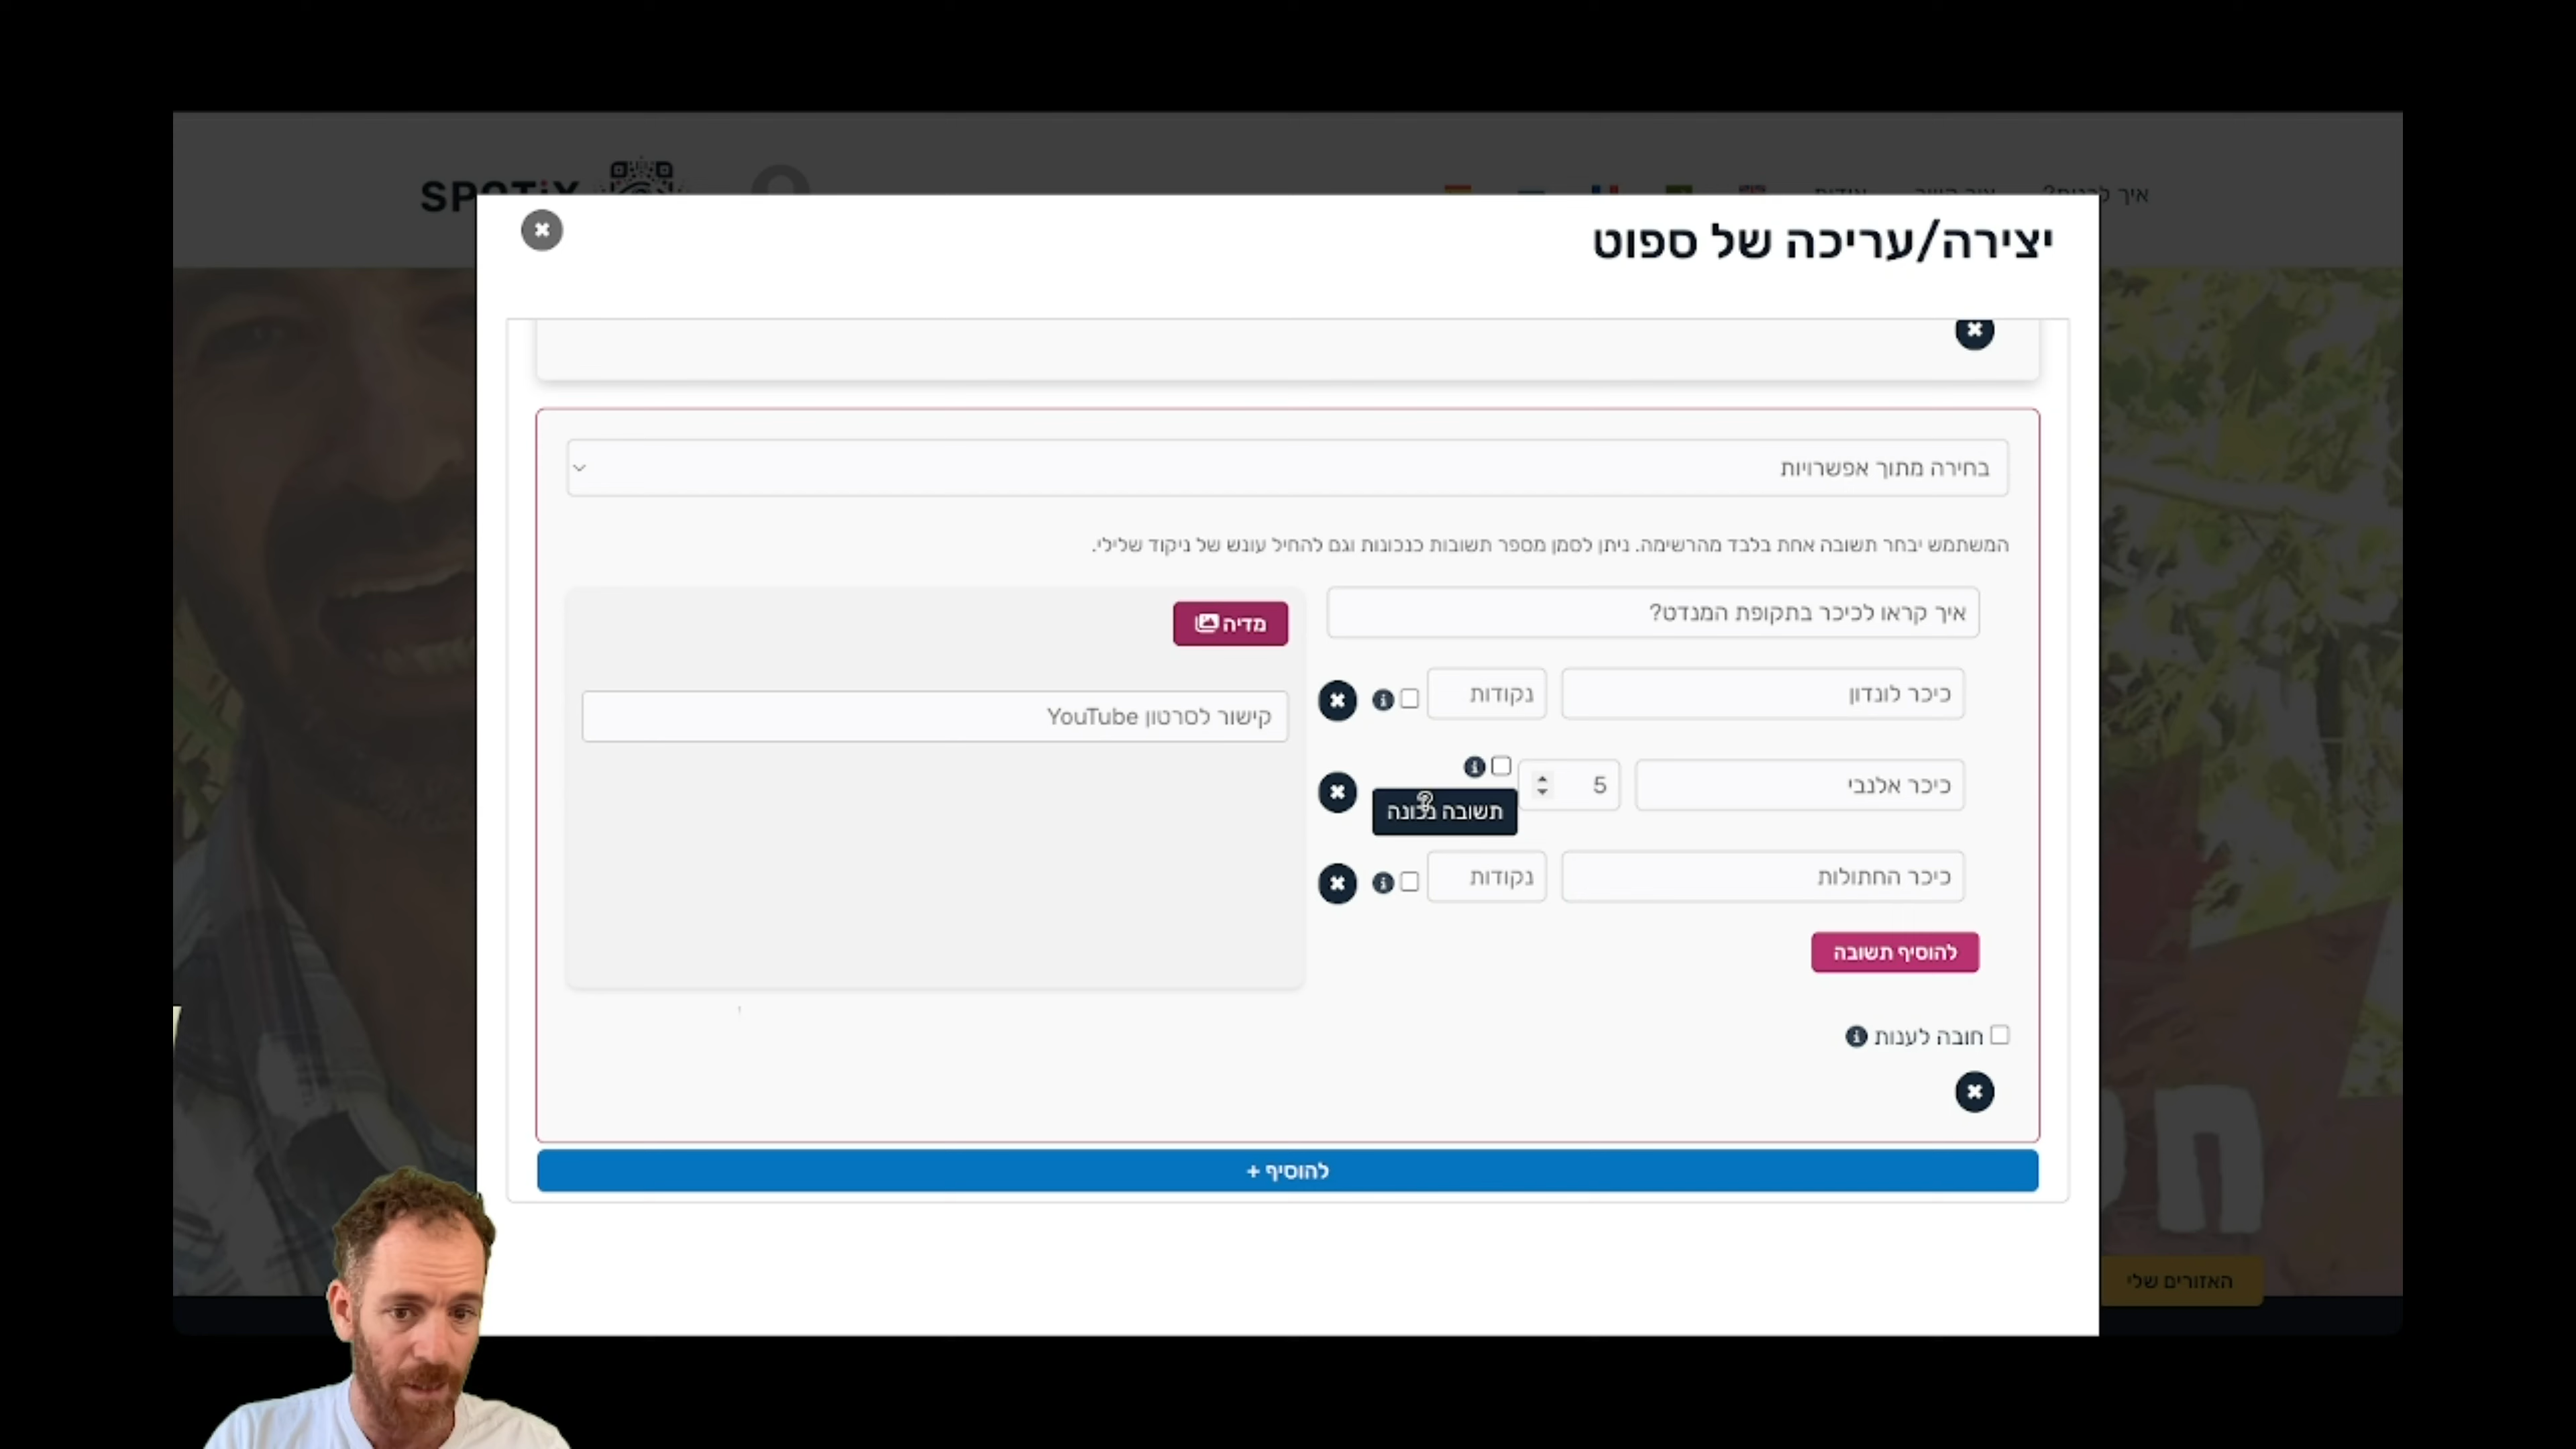 SPOTiX
יצירה/עריכה של ספוט
בחירה מתוך אפשרויות
המשתמש יבחר תשובה אחת בלבד מהרשימה. ניתן לסמן מספר תשובות כנכונות וגם להחיל עונש של ניקוד שלילי.
איך קראו לכיכר בתקופת המנדט?
מדיה
כיכר לונדון
נקודות
קישור לסרטון YouTube
כיכר אלנבי
5
תשובה נכונה
כיכר החתולות
נקודות
להוסיף תשובה
חובה לענות
להוסיף +
האזורים שלי